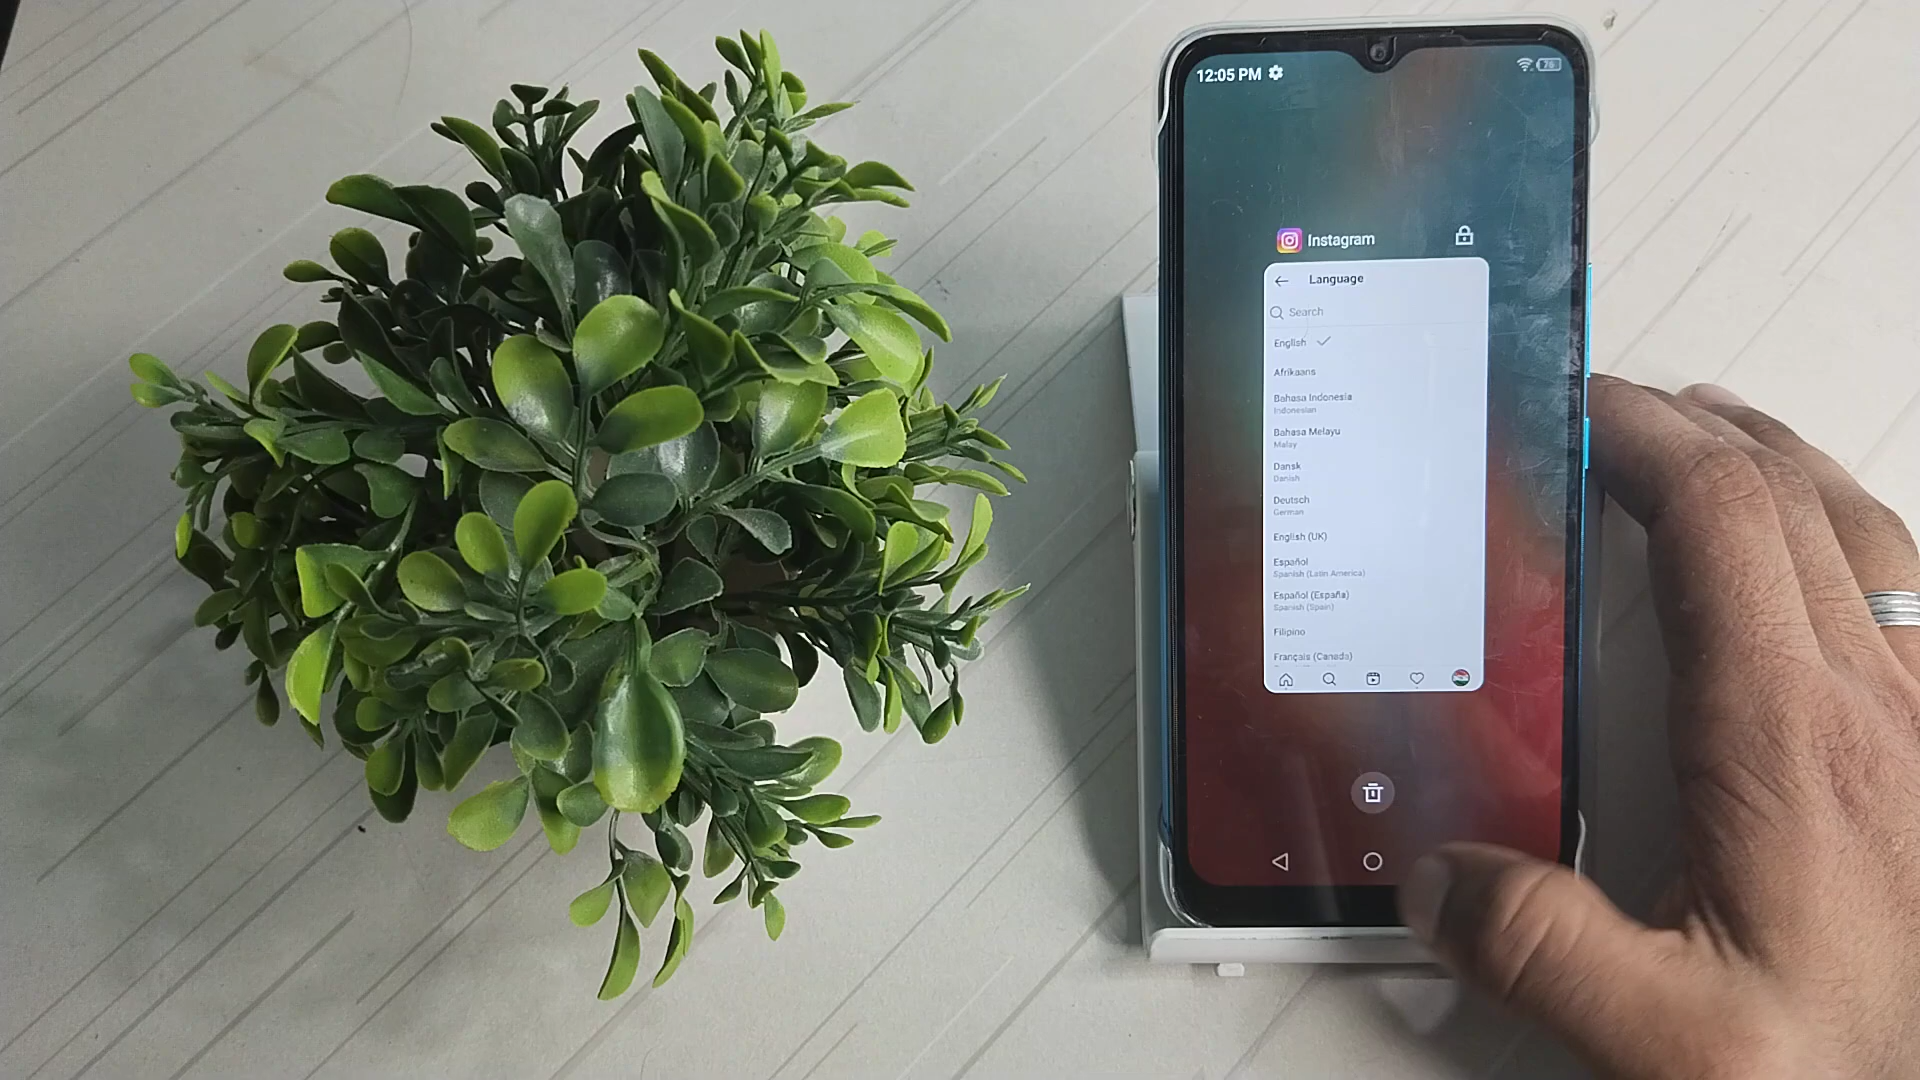 12:05 PM
76
Instagram
Language
Search
English
Afrikaans
Bahasa Indonesia
Indonesian
Bahasa Melayu
Malay
Dansk
Danish
Deutsch
German
English (UK)
Español
Spanish (Latin America)
Español (España)
Spanish (Spain)
Filipino
Français (Canada)